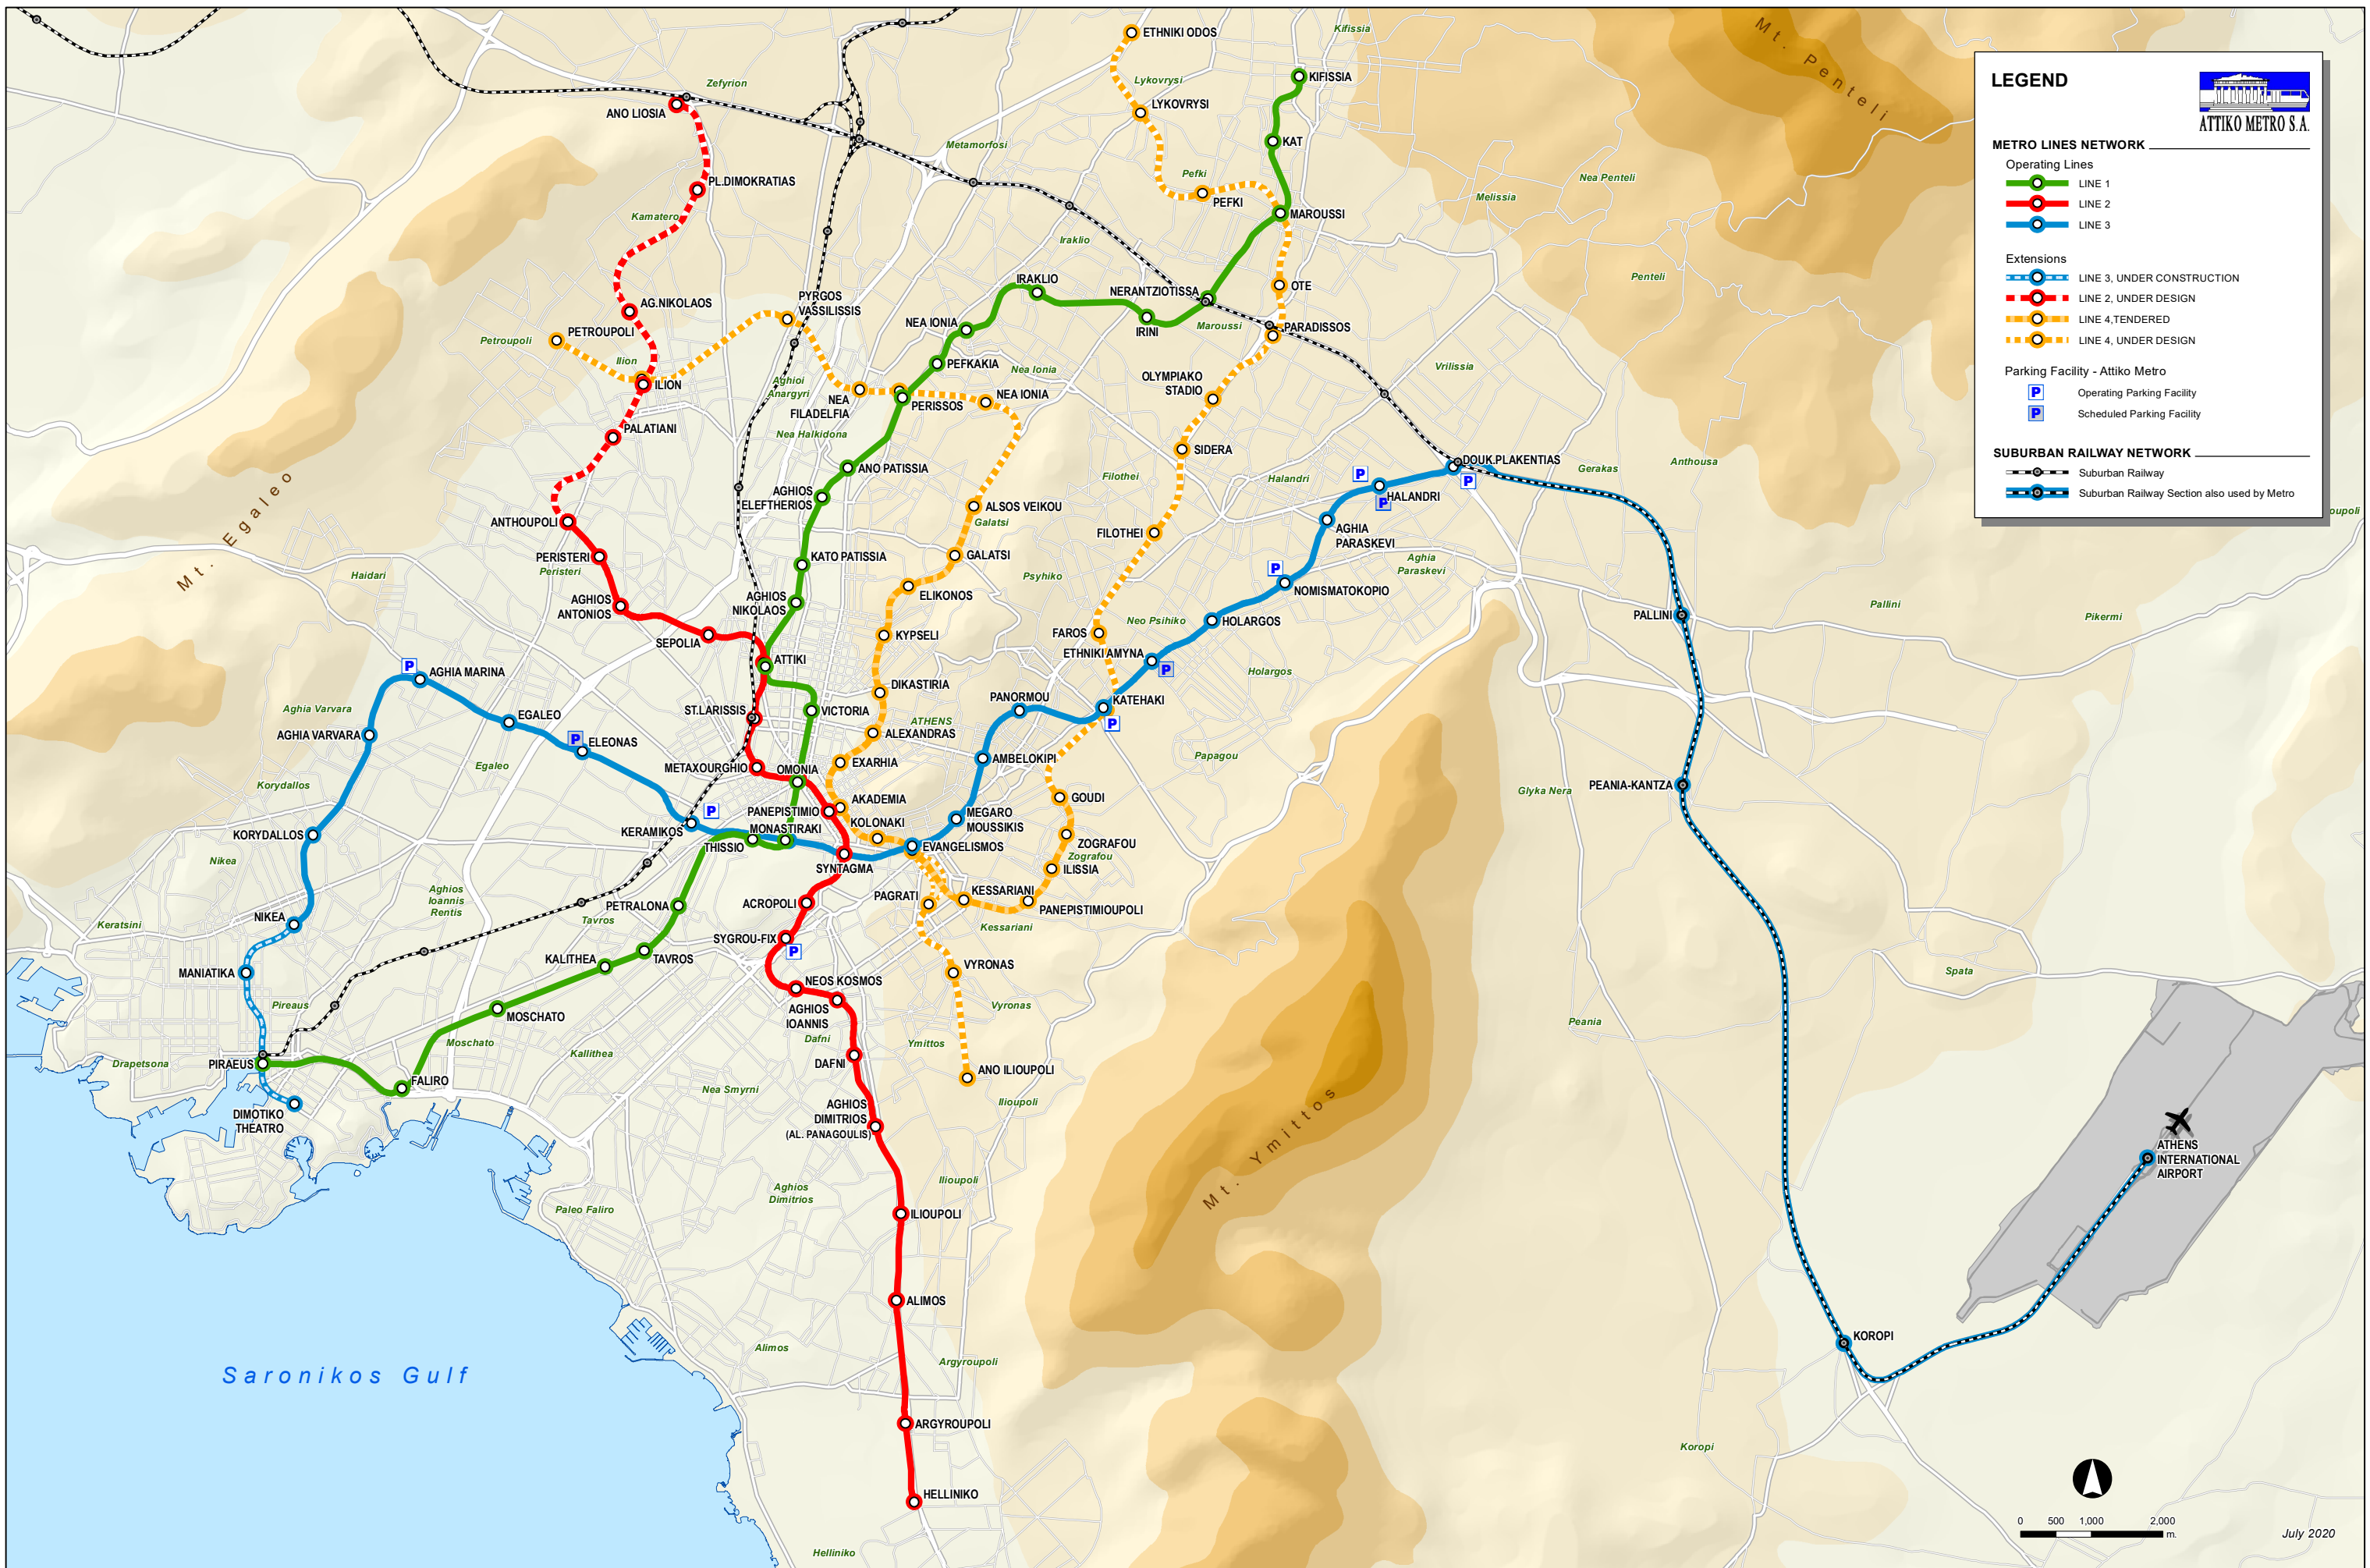 LEGEND
ATTIKO METRO S.A.
METRO LINES NETWORK
Operating Lines
LINE 1
LINE 2
LINE 3
Extensions
LINE 3, UNDER CONSTRUCTION
LINE 2, UNDER DESIGN
LINE 4,TENDERED
LINE 4, UNDER DESIGN
Parking Facility - Attiko Metro
P Operating Parking Facility
P Scheduled Parking Facility
SUBURBAN RAILWAY NETWORK
Suburban Railway
Suburban Railway Section also used by Metro
ETHNIKI ODOS
Kifissia
Mt. Penteli
KIFISSIA
Zefyrion
Lykovrysi
LYKOVRYSI
ANO LIOSIA
KAT
Metamorfosi
Pefki
Nea Penteli
PL.DIMOKRATIAS
PEFKI
Melissia
Kamatero
MAROUSSI
Iraklio
Penteli
IRAKLIO
OTE
NERANTZIOTISSA
PYRGOS
VASSILISSIS
AG.NIKOLAOS
NEA IONIA
IRINI
Maroussi
PARADISSOS
PETROUPOLI
Petroupoli
Ilion
PEFKAKIA
Nea Ionia
Vrilissia
ILION
Aghioi
Anargyri
OLYMPIAKO
STADIO
NEA
FILADELFIA
PERISSOS
NEA IONIA
PALATIANI
Nea Halkidona
SIDERA
Mt. Egaleo
ANO PATISSIA
DOUK.PLAKENTIAS
Gerakas
Anthousa
Filothei
Halandri
P
P
HALANDRI
P
AGHIOS
ELEFTHERIOS
ALSOS VEIKOU
Galatsi
oupoli
ANTHOUPOLI
FILOTHEI
AGHIA
PARASKEVI
PERISTERI
Peristeri
KATO PATISSIA
GALATSI
Aghia
Paraskevi
Haidari
Psyhiko
P
NOMISMATOKOPIO
ELIKONOS
AGHIOS
NIKOLAOS
AGHIOS
ANTONIOS
Pallini
Pikermi
PALLINI
Neo Psihiko
HOLARGOS
SEPOLIA
KYPSELI
FAROS
ETHNIKI AMYNA
P
ATTIKI
P
AGHIA MARINA
Holargos
DIKASTIRIA
PANORMOU
KATEHAKI
P
Aghia Varvara
EGALEO
ST.LARISSIS
VICTORIA
ATHENS
ALEXANDRAS
AGHIA VARVARA
P
ELEONAS
Papagou
EXARHIA
AMBELOKIPI
Egaleo
METAXOURGHIO
OMONIA
Korydallos
PEANIA-KANTZA
Glyka Nera
AKADEMIA
GOUDI
P
PANEPISTIMIO
MEGARO
MOUSSIKIS
KORYDALLOS
KERAMIKOS
MONASTIRAKI
KOLONAKI
THISSIO
EVANGELISMOS
ZOGRAFOU
Zografou
Nikea
SYNTAGMA
ILISSIA
Aghios
Ioannis
Rentis
PAGRATI
KESSARIANI
PETRALONA
ACROPOLI
PANEPISTIMIOUPOLI
NIKEA
Keratsini
Tavros
Kessariani
SYGROU-FIX
P
KALITHEA
TAVROS
MANIATIKA
VYRONAS
Spata
NEOS KOSMOS
Pireaus
MOSCHATO
AGHIOS
IOANNIS
Dafni
Vyronas
Peania
Moschato
Kallithea
Ymittos
Drapetsona
PIRAEUS
DAFNI
ANO ILIOUPOLI
FALIRO
Nea Smyrni
DIMOTIKO
THEATRO
AGHIOS
DIMITRIOS
(AL. PANAGOULIS)
Ilioupoli
Mt. Ymittos
ATHENS
INTERNATIONAL
AIRPORT
Aghios
Dimitrios
Ilioupoli
Paleo Faliro
ILIOUPOLI
ALIMOS
KOROPI
Alimos
Argyroupoli
Saronikos Gulf
ARGYROUPOLI
Koropi
HELLINIKO
Helliniko
0 500 1,000 2,000
m.
July 2020